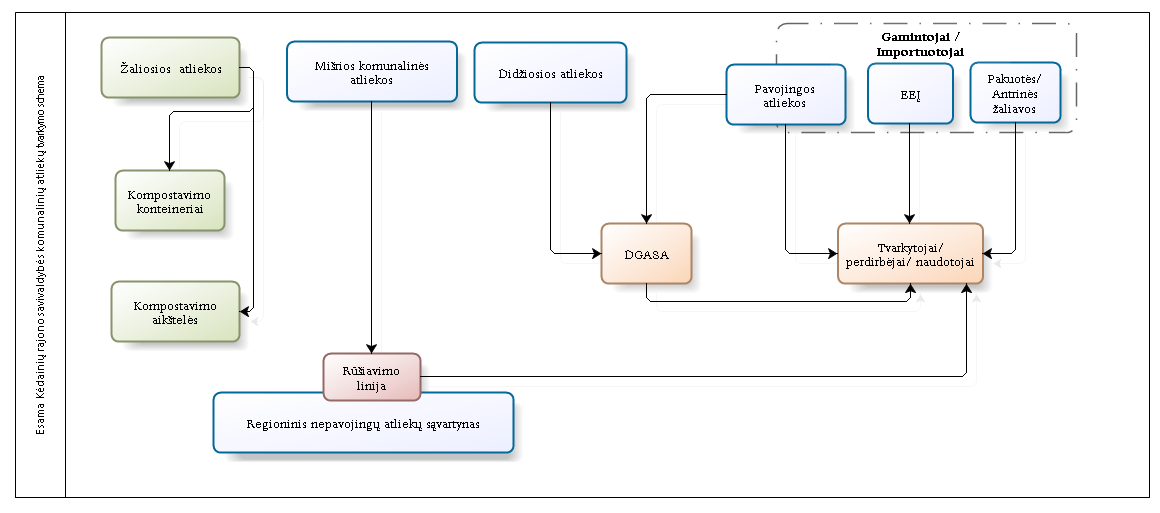 Esama Kėdainių rajono savivaldybės komunalinių atliekų tvarkymo schema
Žaliosios atliekos
Mišrios komunalinės
atliekos
Didžiosios atliekos
Gamintojai /
Importuotojai
Pavojingos
atliekos
EEĮ
Pakuotės/
Antrinės
žaliavos
Kompostavimo
konteineriai
DGASA
Tvarkytojai/
perdirbėjai/ naudotojai
Kompostavimo
aikštelės
Rūšiavimo
linija
Regioninis nepavojingų atliekų sąvartynas